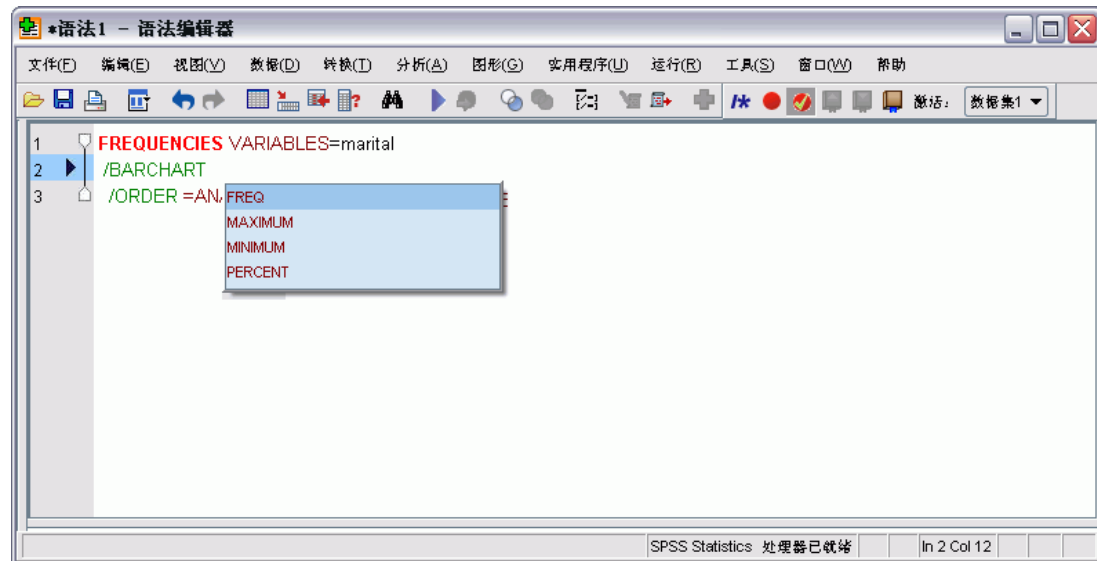 *语法1 - 语法编辑器
文件(F) 编辑(E) 视图(V) 数据(D) 转换(T) 分析(A) 图形(G) 实用程序(U) 运行(R) 工具(S) 窗口(W) 帮助
激活: 数据集1
1 FREQUENCIES VARIABLES=marital
2 /BARCHART
3 /ORDER =AN
FREQ
MAXIMUM
MINIMUM
PERCENT
SPSS Statistics 处理器已就绪 In 2 Col 12